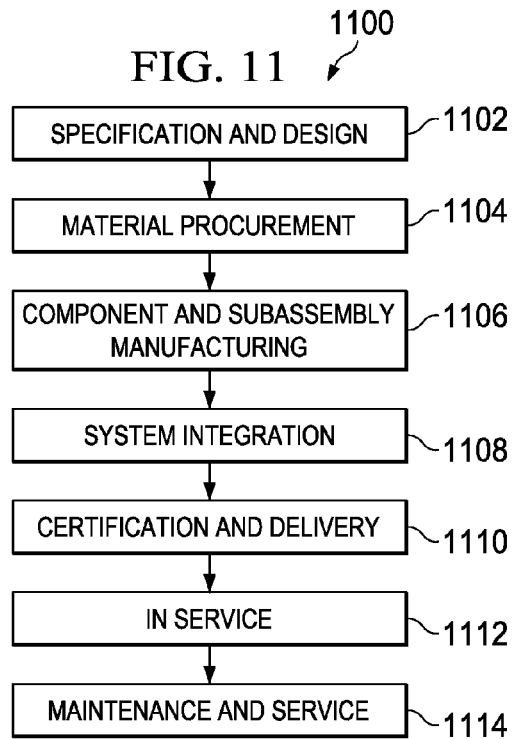 1100
FIG. 11
SPECIFICATION AND DESIGN
1102
MATERIAL PROCUREMENT
1104
COMPONENT AND SUBASSEMBLY
MANUFACTURING
1106
SYSTEM INTEGRATION
1108
CERTIFICATION AND DELIVERY
1110
IN SERVICE
1112
MAINTENANCE AND SERVICE
1114